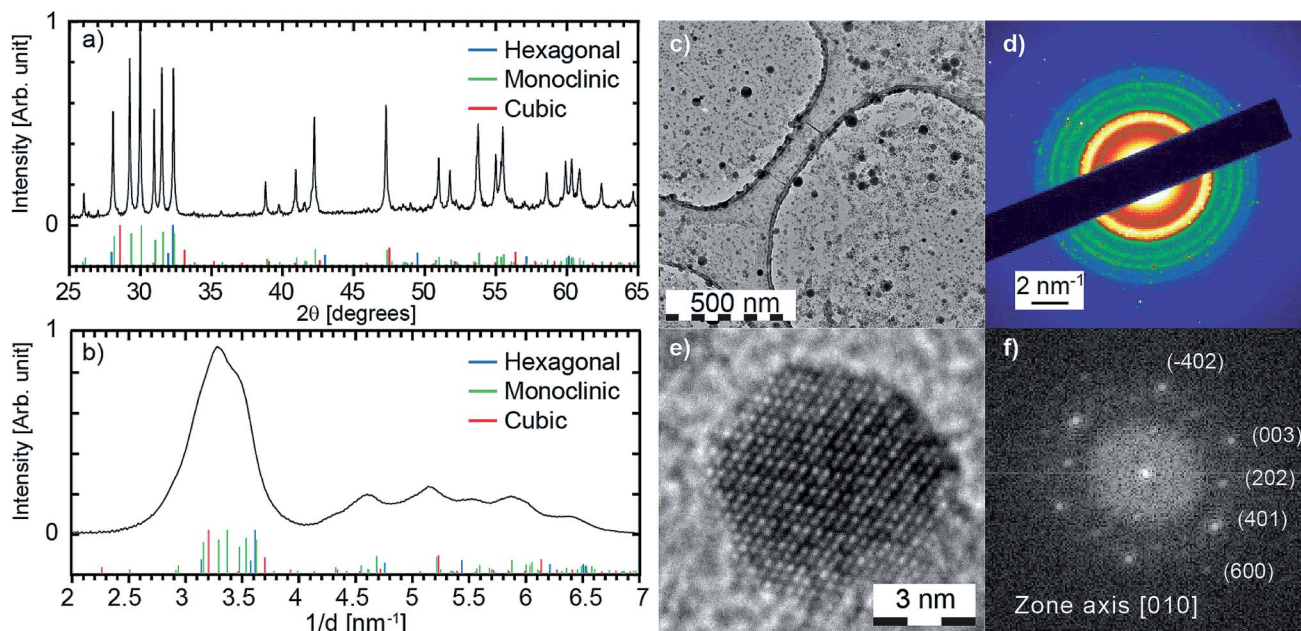 a)
1
0
Intensity [Arb. unit]
Hexagonal
Monoclinic
Cubic
25 30 35 40 45 50 55 60 65
2θ [degrees]
b)
1
0
Intensity [Arb. unit]
Hexagonal
Monoclinic
Cubic
2 2.5 3 3.5 4 4.5 5 5.5 6 6.5 7
1/d [nm⁻¹]
c)
500 nm
d)
2 nm⁻¹
e)
3 nm
f)
(-402)
(003)
(202)
(401)
(600)
Zone axis [010]